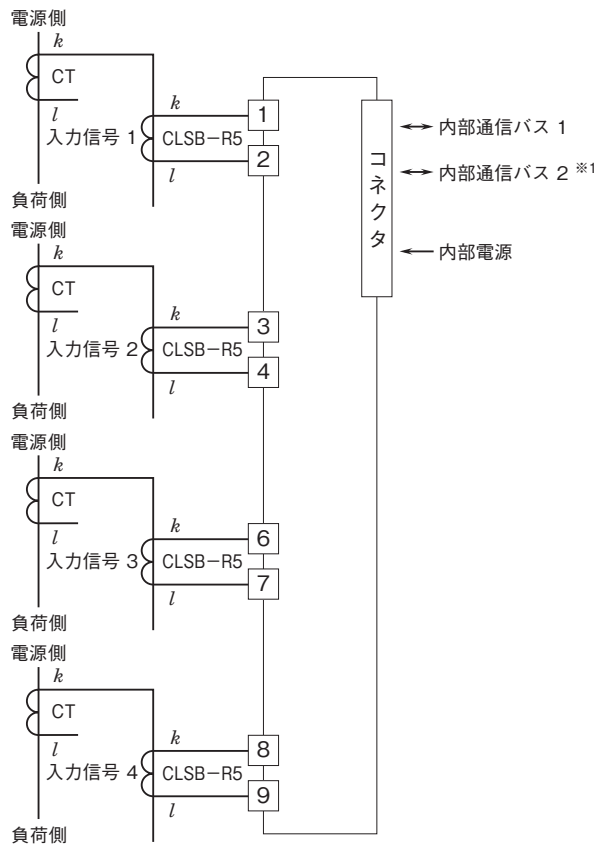 電源側
k
CT
l
入力信号 1
k
CLSB-R5
l
1
2
負荷側
電源側
k
CT
l
入力信号 2
k
CLSB-R5
l
3
4
負荷側
電源側
k
CT
l
入力信号 3
k
CLSB-R5
l
6
7
負荷側
電源側
k
CT
l
入力信号 4
k
CLSB-R5
l
8
9
負荷側
コネクタ
内部通信バス 1
内部通信バス 2 ※1
内部電源